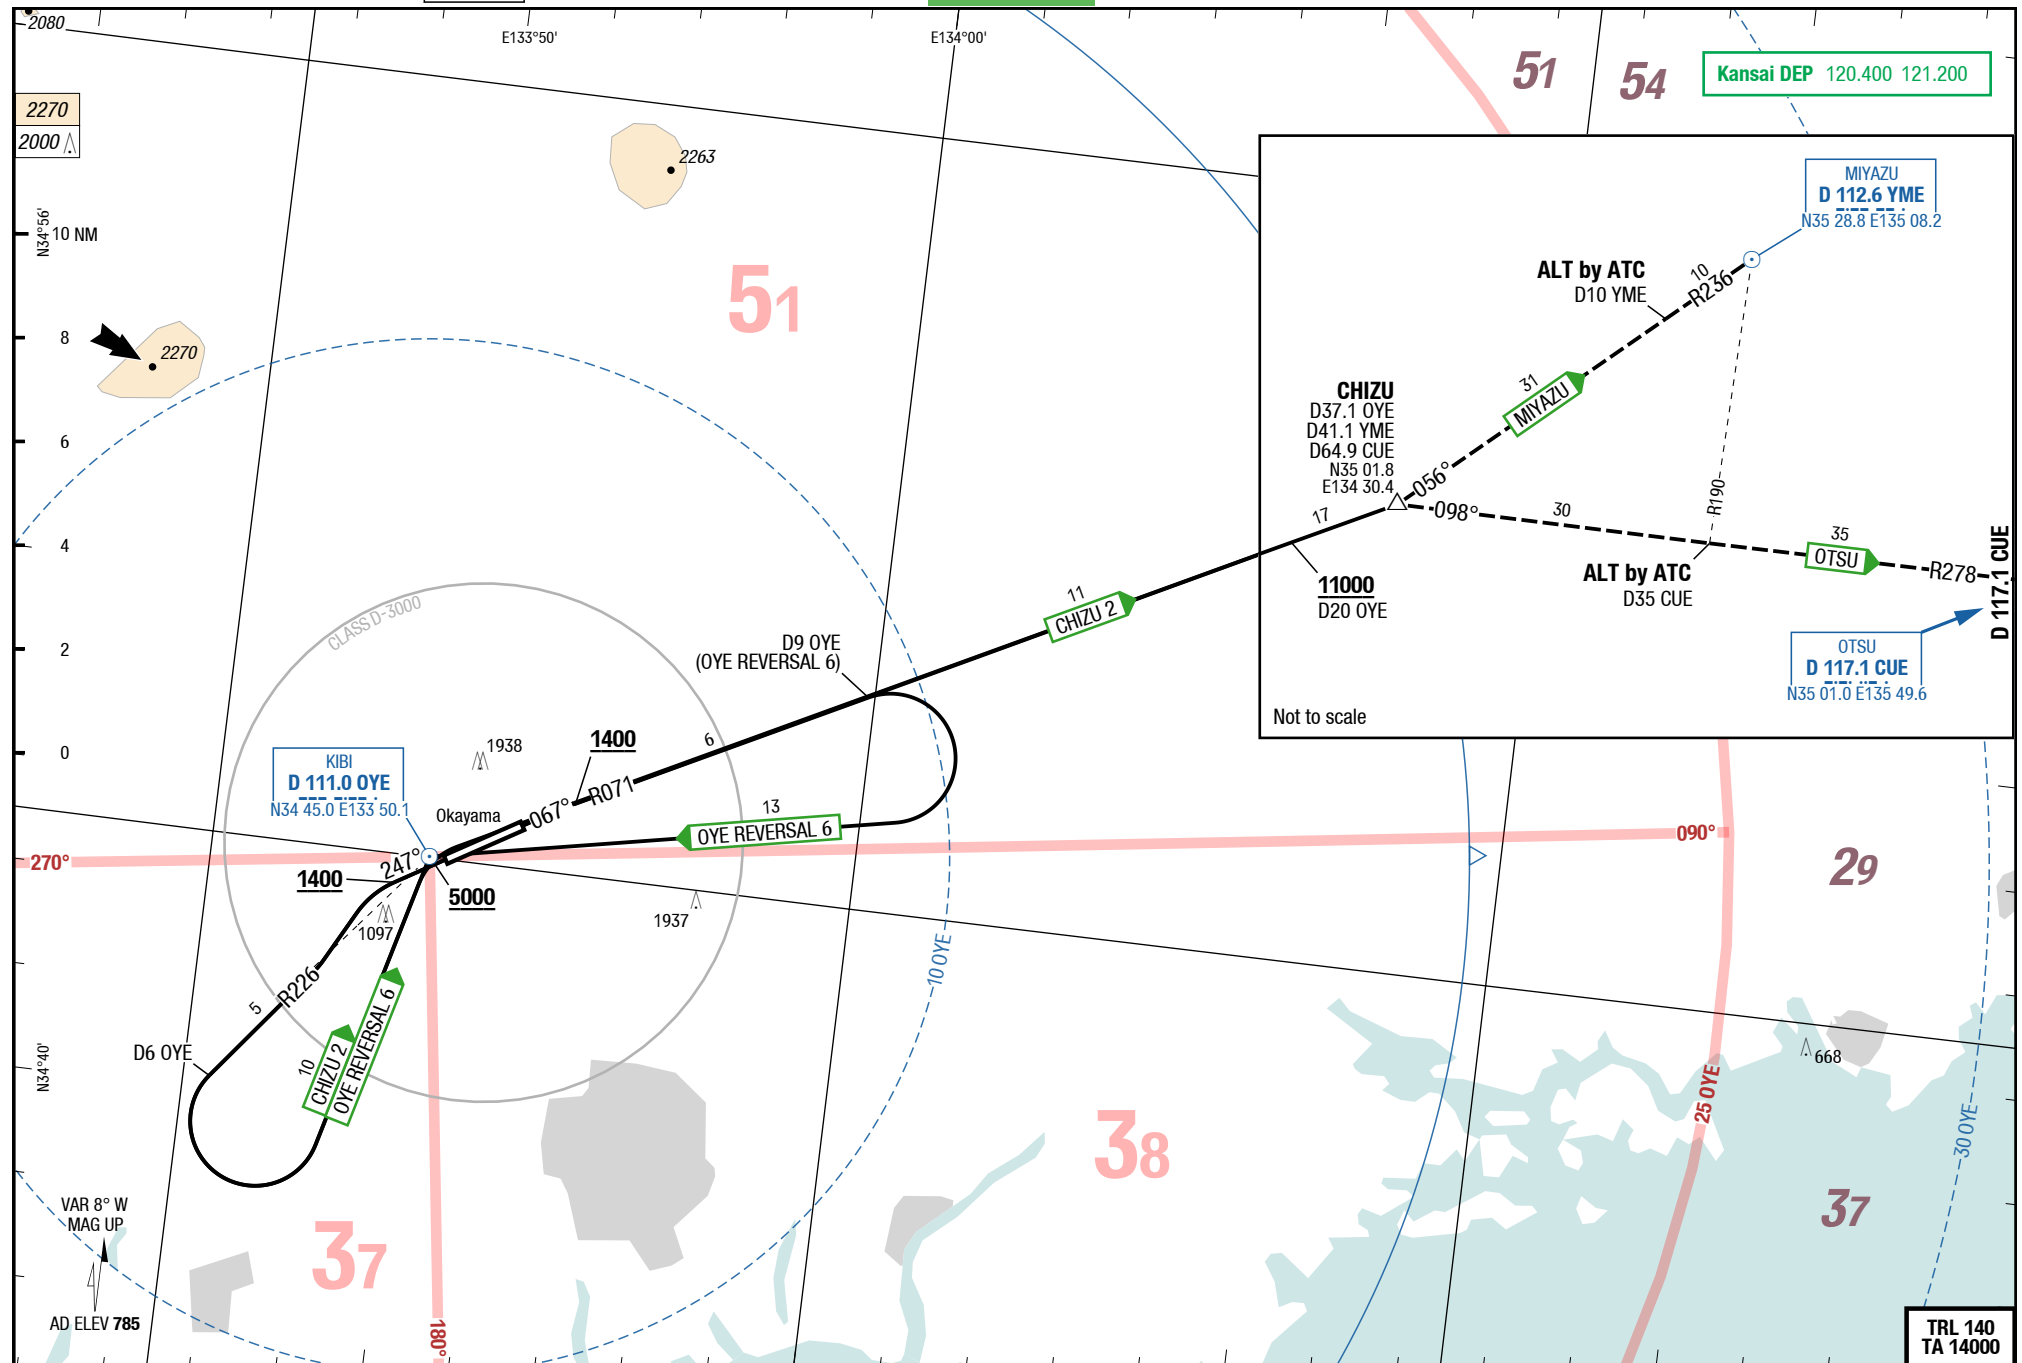 2080
E133°50'
E134°00'
51
54
Kansai DEP 120.400 121.200
2270
2000
2263
N34°56'
10 NM
8
6
4
2
0
2270
51
MIYAZU
D 112.6 YME
N35 28.8 E135 08.2
ALT by ATC
D10 YME
10
R236
31
MIYAZU
CHIZU
D37.1 OYE
D41.1 YME
D64.9 CUE
N35 01.8
E134 30.4
056°
098°
30
R190
35
OTSU
R278
D 117.1 CUE
ALT by ATC
D35 CUE
17
11000
D20 OYE
OTSU
D 117.1 CUE
N35 01.0 E135 49.6
Not to scale
CLASS D-3000
11
CHIZU 2
D9 OYE
(OYE REVERSAL 6)
6
1400
1938
KIBI
D 111.0 OYE
N34 45.0 E133 50.1
Okayama
067°
R071
13
OYE REVERSAL 6
270°
090°
247°
1400
5000
1097
1937
29
10 OYE
R226
5
D6 OYE
10
CHIZU 2
OYE REVERSAL 6
N34°40'
668
25 OYE
30 OYE
38
37
37
VAR 8° W
MAG UP
AD ELEV 785
180°
TRL 140
TA 14000